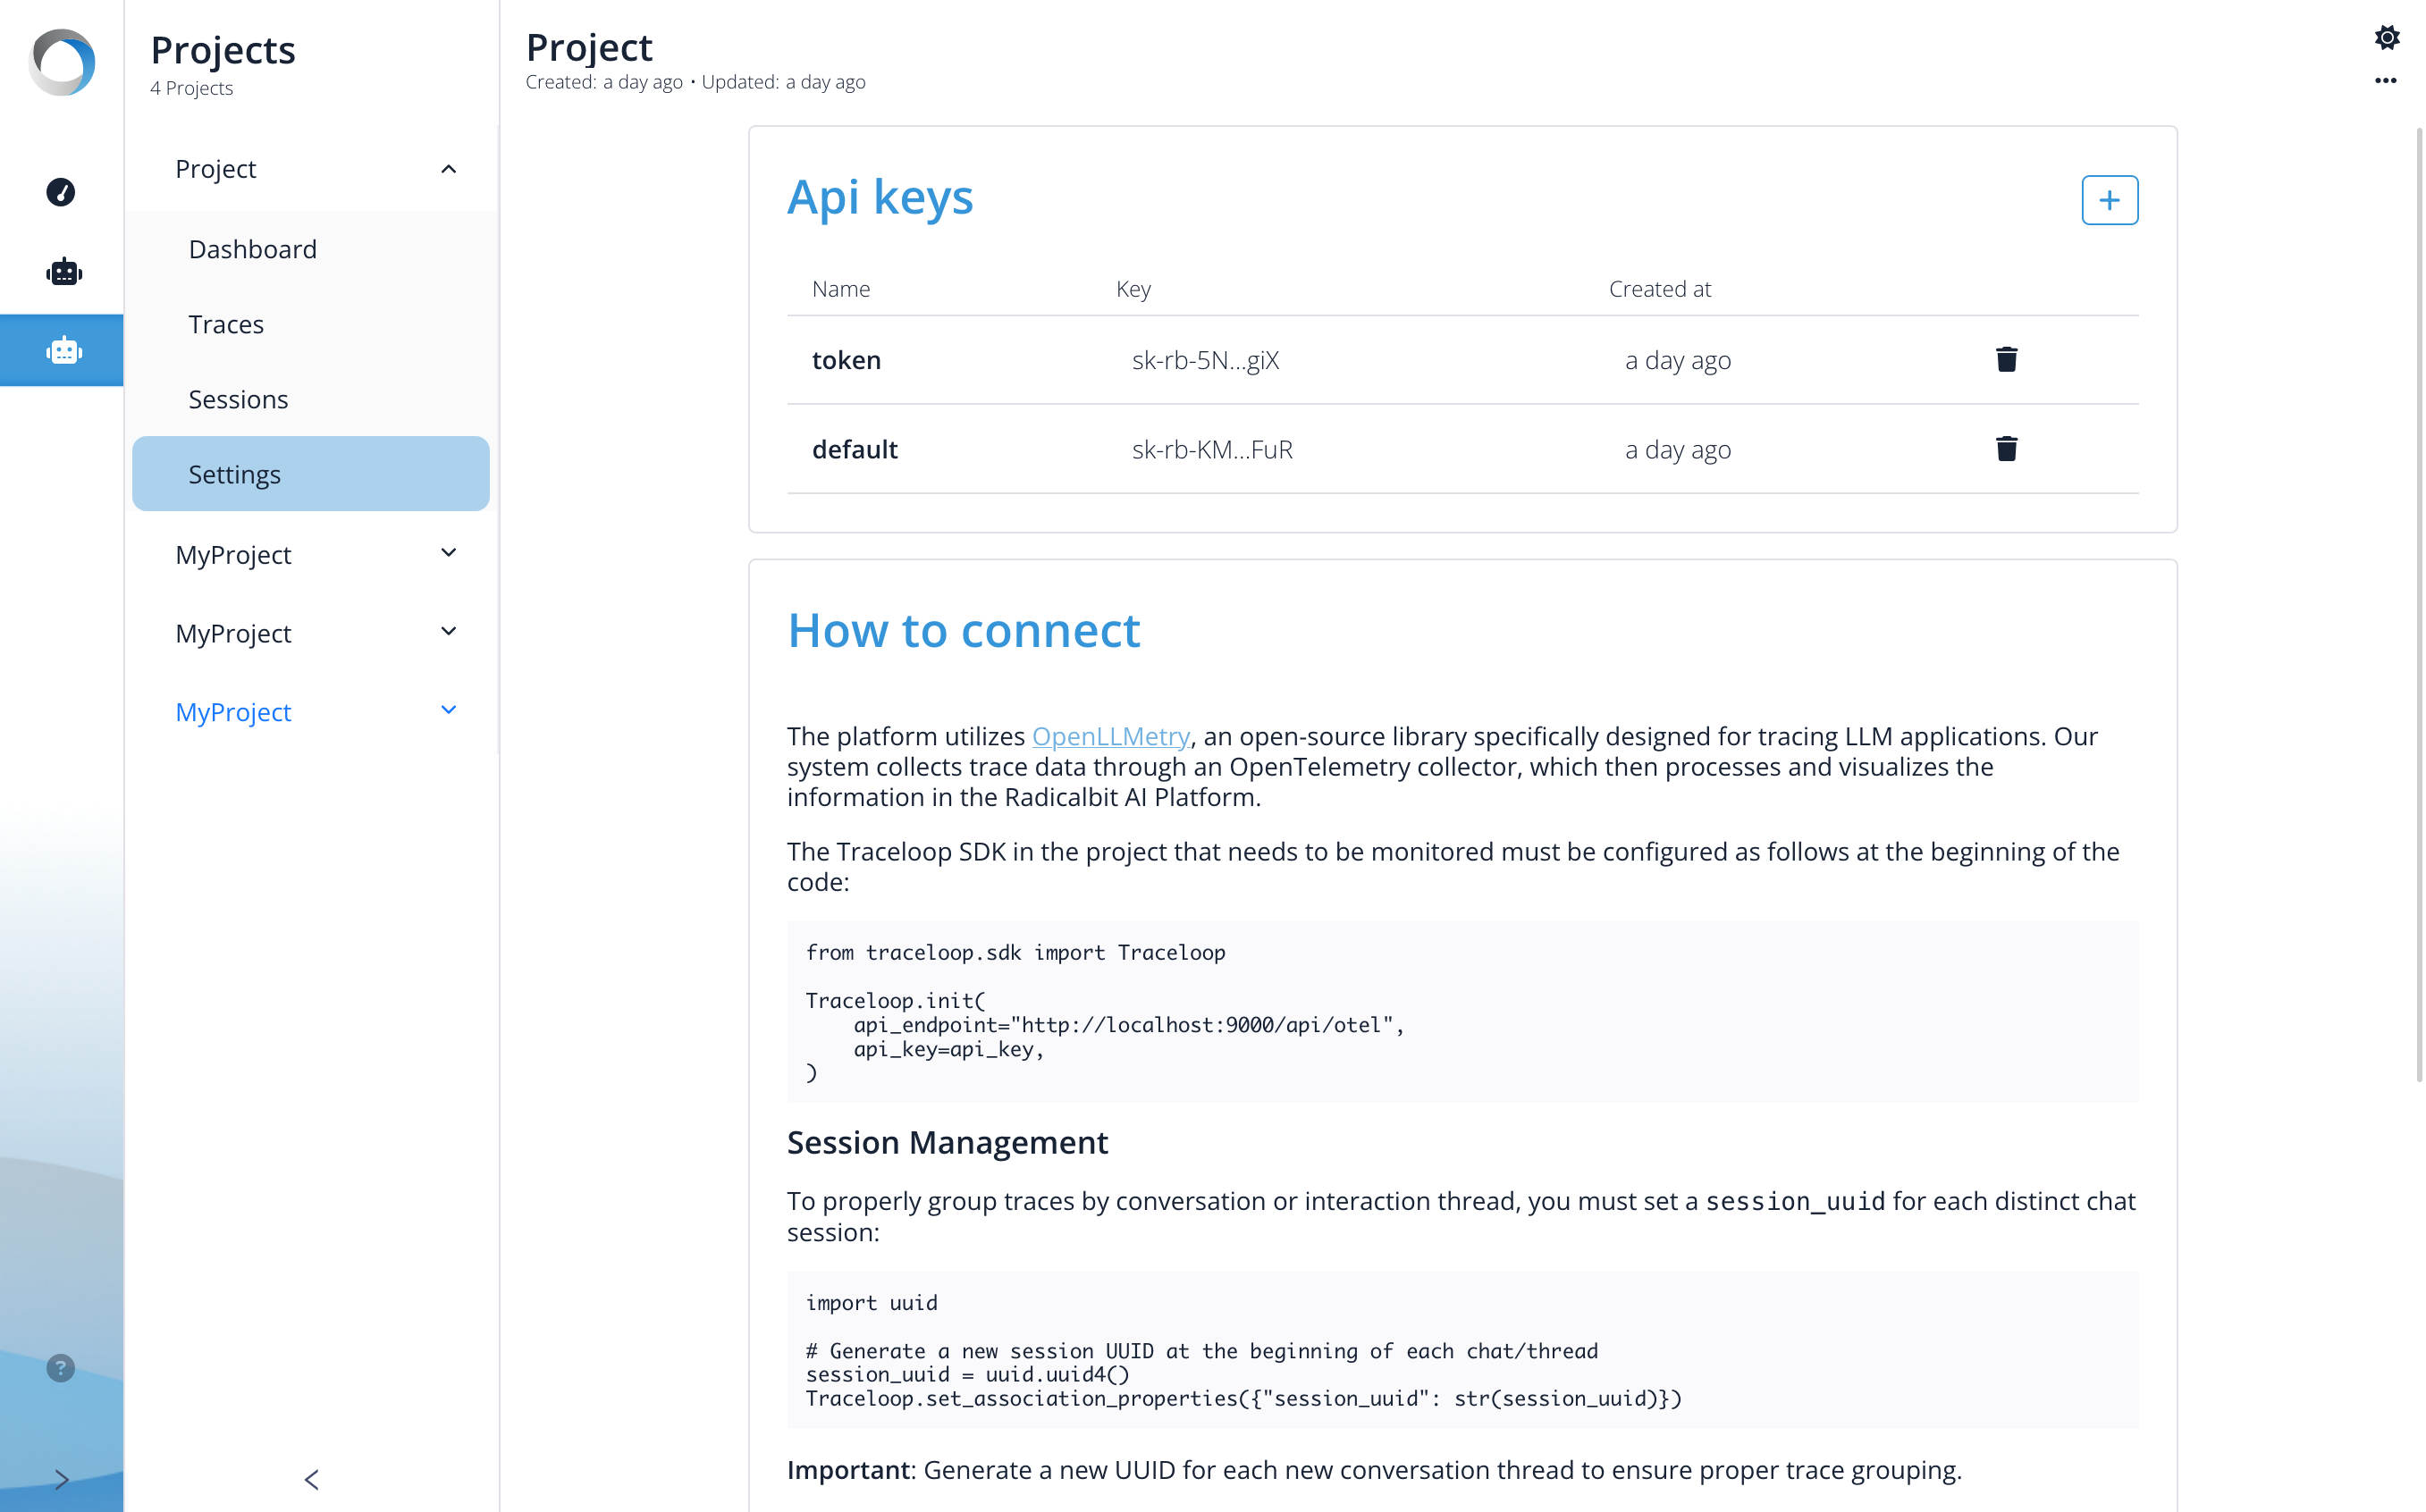 Projects
4 Projects
Project
Dashboard
Traces
Sessions
Settings
MyProject
MyProject
MyProject
?
Project
Created: a day ago • Updated: a day ago
Api keys
+
Name Key Created at
token sk-rb-5N...giX a day ago
default sk-rb-KM...FuR a day ago
How to connect
The platform utilizes OpenLLMetry, an open-source library specifically designed for tracing LLM applications. Our
system collects trace data through an OpenTelemetry collector, which then processes and visualizes the
information in the Radicalbit AI Platform.
The Traceloop SDK in the project that needs to be monitored must be configured as follows at the beginning of the
code:
from traceloop.sdk import Traceloop
Traceloop.init(
    api_endpoint="http://localhost:9000/api/otel",
    api_key=api_key,
)
Session Management
To properly group traces by conversation or interaction thread, you must set a session_uuid for each distinct chat
session:
import uuid
# Generate a new session UUID at the beginning of each chat/thread
session_uuid = uuid.uuid4()
Traceloop.set_association_properties({"session_uuid": str(session_uuid)})
Important: Generate a new UUID for each new conversation thread to ensure proper trace grouping.